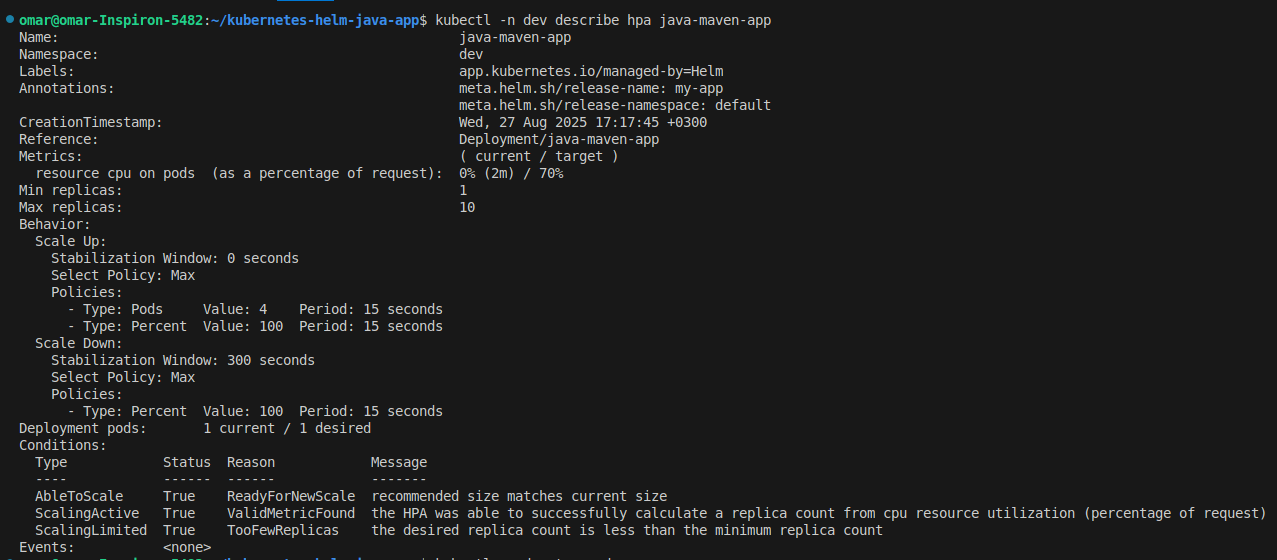 omar@omar-Inspiron-5482:~/kubernetes-helm-java-app$ kubectl -n dev describe hpa java-maven-app
Name: java-maven-app
Namespace: dev
Labels: app.kubernetes.io/managed-by=Helm
Annotations: meta.helm.sh/release-name: my-app
meta.helm.sh/release-namespace: default
CreationTimestamp: Wed, 27 Aug 2025 17:17:45 +0300
Reference: Deployment/java-maven-app
Metrics: ( current / target )
resource cpu on pods (as a percentage of request): 0% (2m) / 70%
Min replicas: 1
Max replicas: 10
Behavior:
Scale Up:
Stabilization Window: 0 seconds
Select Policy: Max
Policies:
- Type: Pods Value: 4 Period: 15 seconds
- Type: Percent Value: 100 Period: 15 seconds
Scale Down:
Stabilization Window: 300 seconds
Select Policy: Max
Policies:
- Type: Percent Value: 100 Period: 15 seconds
Deployment pods: 1 current / 1 desired
Conditions:
Type Status Reason Message
---- ------ ------ -------
AbleToScale True ReadyForNewScale recommended size matches current size
ScalingActive True ValidMetricFound the HPA was able to successfully calculate a replica count from cpu resource utilization (percentage of request)
ScalingLimited True TooFewReplicas the desired replica count is less than the minimum replica count
Events: <none>